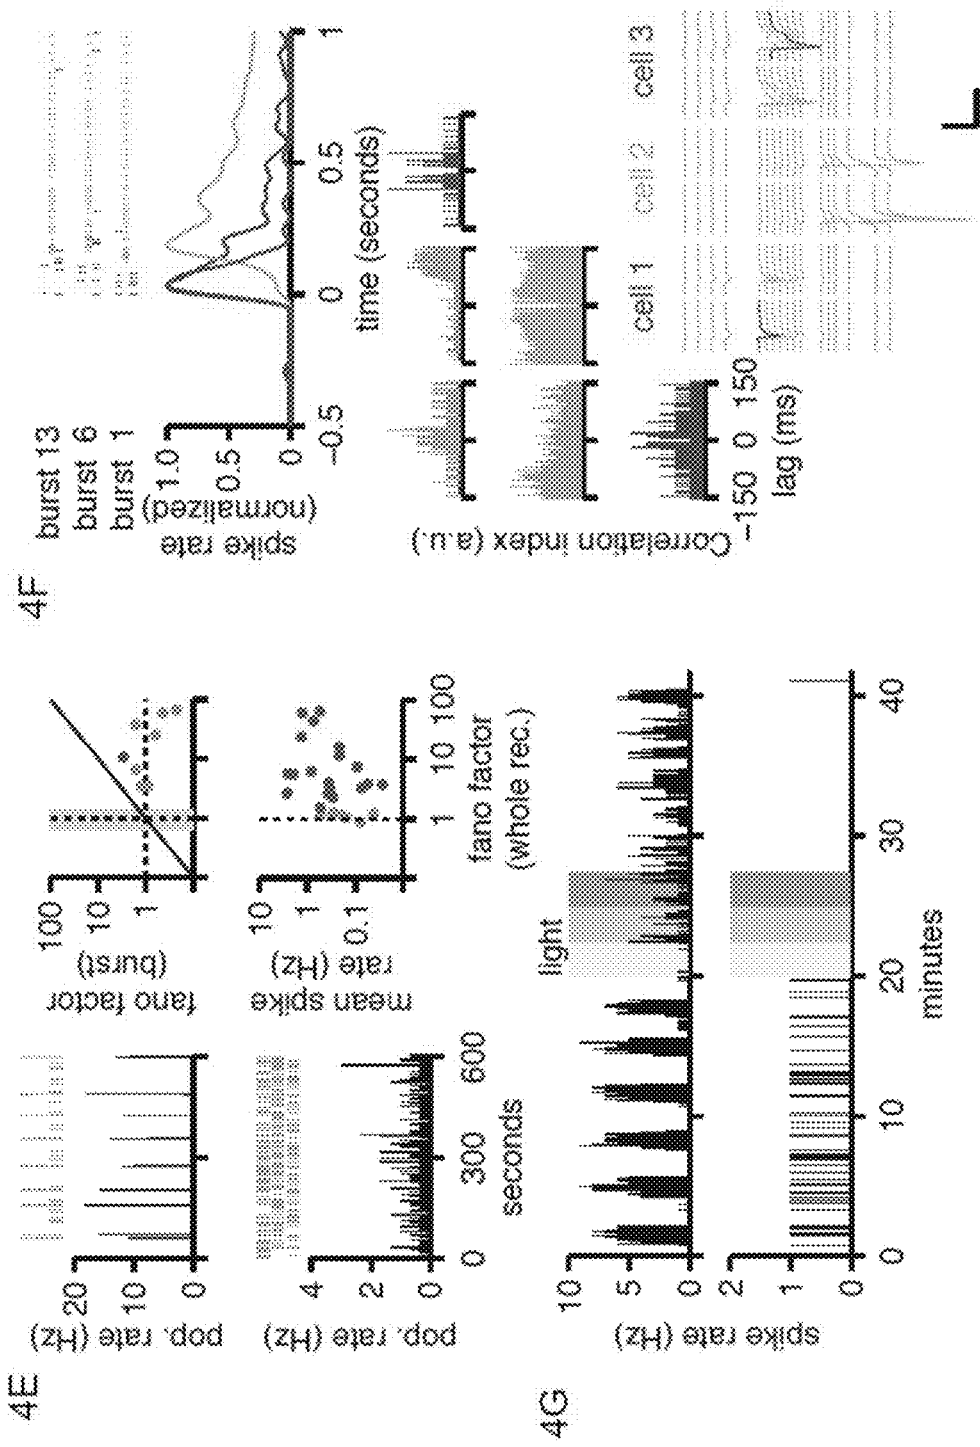 4E
pop. rate (Hz)
20
10
0
pop. rate (Hz)
4
2
0
0 300 600
seconds
fano factor
(burst)
100
10
1
mean spike
rate (Hz)
10
1
0.1
1 10 100
fano factor
(whole rec.)
4F
burst 13
burst 6
burst 1
spike rate
(normalized)
1.0
0.5
0
-0.5 0 0.5 1
time (seconds)
Correlation index (a.u.)
-150 0 150
lag (ms)
cell 1 cell 2 cell 3
4G
light
spike rate (Hz)
10
5
0
2
1
0
0 10 20 30 40
minutes